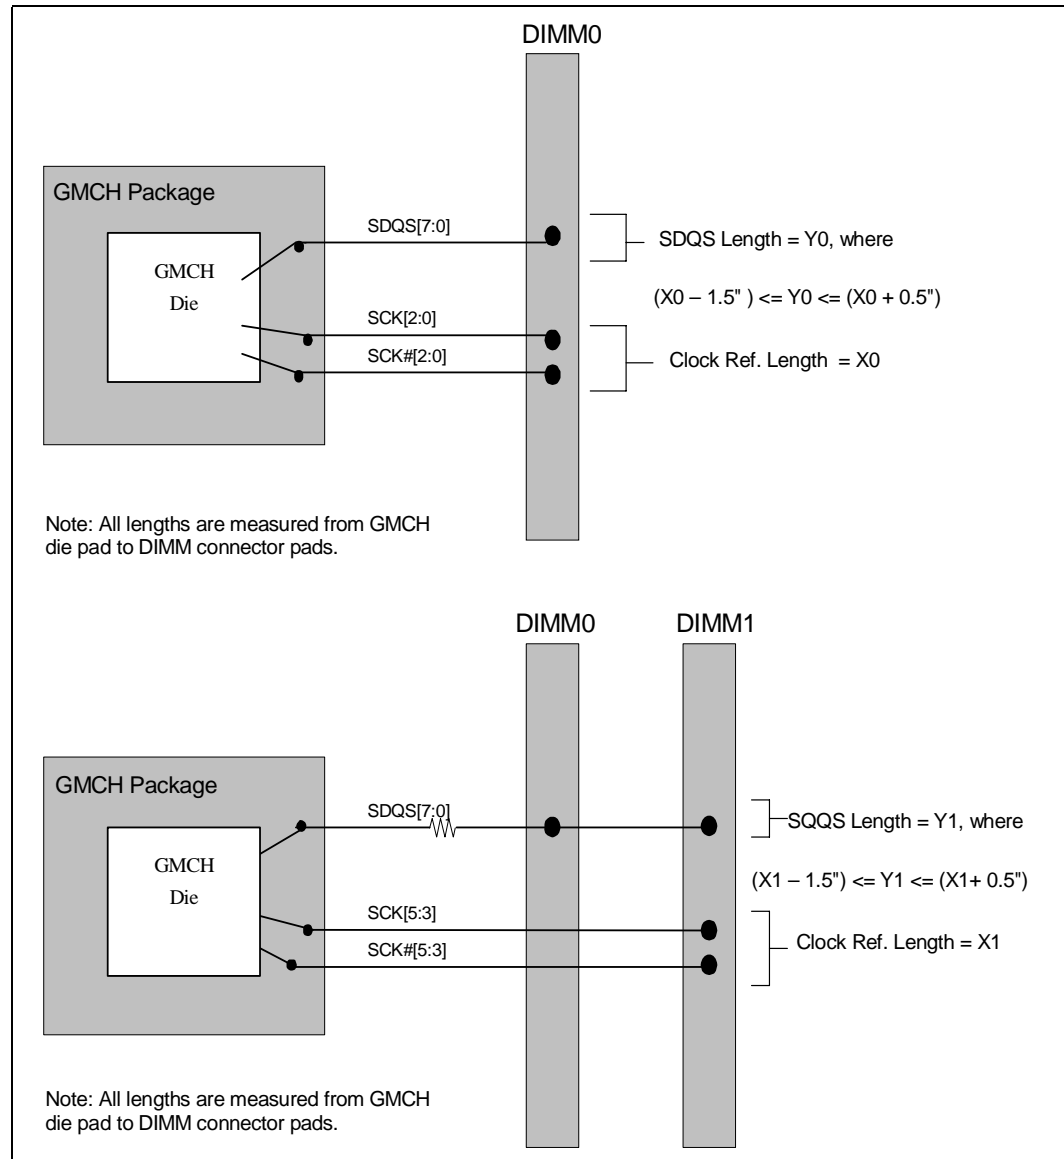 DIMM0
GMCH Package
SDQS[7:0]
GMCH
Die
SDQS Length = Y0, where
(X0 – 1.5" ) <= Y0 <= (X0 + 0.5")
SCK[2:0]
SCK#[2:0]
Clock Ref. Length = X0
Note: All lengths are measured from GMCH
die pad to DIMM connector pads.
DIMM0
DIMM1
GMCH Package
SDQS[7:0]
GMCH
Die
SQQS Length = Y1, where
(X1 – 1.5") <= Y1 <= (X1+ 0.5")
SCK[5:3]
SCK#[5:3]
Clock Ref. Length = X1
Note: All lengths are measured from GMCH
die pad to DIMM connector pads.